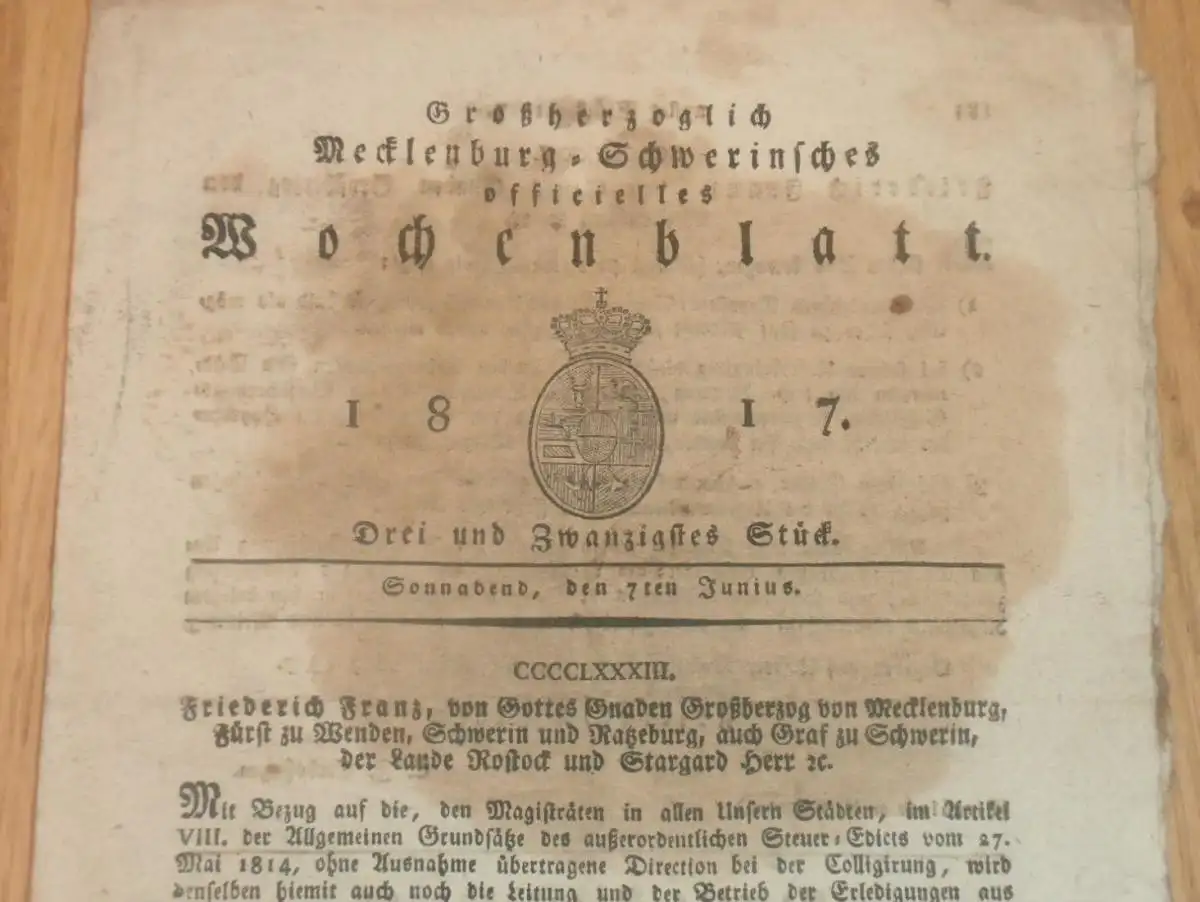 Großherzoglich
Mecklenburg-Schwerinsches
officielles
Wochenblatt.
1817.
Drei und Zwanzigstes Stück.
Sonnabend, den 7ten Junius.
CCCCCLXXXIII.
Friederich Franz, von Gottes Gnaden Großherzog von Mecklenburg,
Fürst zu Wenden, Schwerin und Ratzeburg, auch Graf zu Schwerin,
der Lande Rostock und Stargard Herr ꝛc.
Mit Bezug auf die, den Magisträten in allen Unsern Städten, im Artikel
VIII. der Allgemeinen Grundsätze des außerordentlichen Steuer-Edicts vom 27.
Mai 1814, ohne Ausnahme übertragene Direction bei der Colligirung, wird
denselben hiemit auch noch die Leitung und der Betrieb der Erledigungen aus